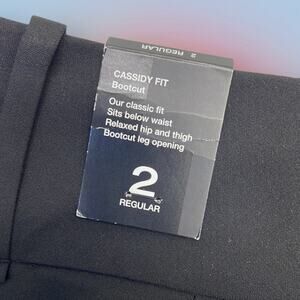 2 REGULAR
CASSIDY FIT
Bootcut
Our classic fit
Sits below waist
Relaxed hip and thigh
Bootcut leg opening
2
REGULAR